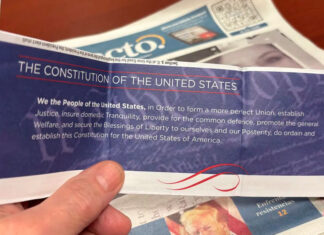 ecto.
THE CONSTITUTION OF THE UNITED STATES
We the People of the United States, in Order to form a more perfect Union, establish
Justice, insure domestic Tranquility, provide for the common defence, promote the general
Welfare, and secure the Blessings of Liberty to ourselves and our Posterity, do ordain and
establish this Constitution for the United States of America.
resistencias
12